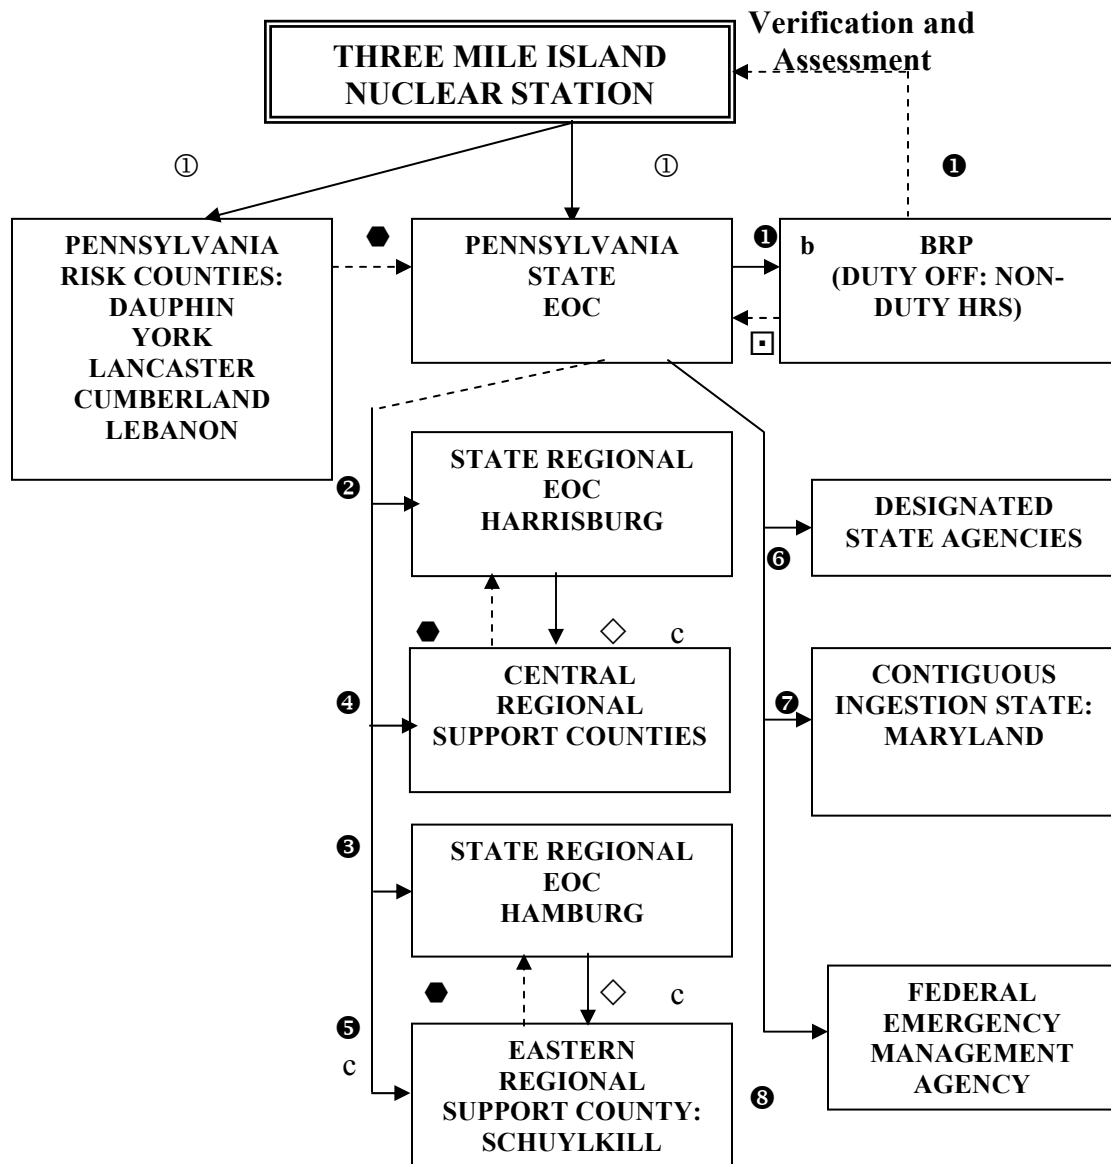 Verification and
Assessment
THREE MILE ISLAND
NUCLEAR STATION
①
①
❶
PENNSYLVANIA
RISK COUNTIES:
DAUPHIN
YORK
LANCASTER
CUMBERLAND
LEBANON
PENNSYLVANIA
STATE
EOC
❶
b
BRP
(DUTY OFF: NON-
DUTY HRS)
❷
STATE REGIONAL
EOC
HARRISBURG
DESIGNATED
STATE AGENCIES
❻
c
❹
CENTRAL
REGIONAL
SUPPORT COUNTIES
❼
CONTIGUOUS
INGESTION STATE:
MARYLAND
❸
STATE REGIONAL
EOC
HAMBURG
c
❺
c
EASTERN
REGIONAL
SUPPORT COUNTY:
SCHUYLKILL
❽
FEDERAL
EMERGENCY
MANAGEMENT
AGENCY